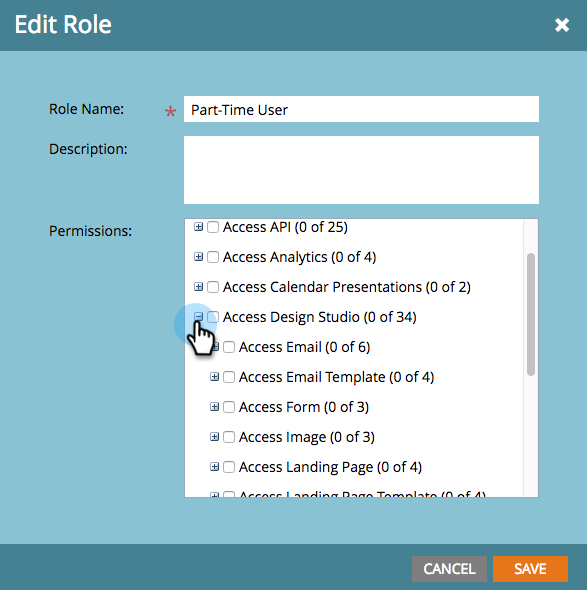 Edit Role
Role Name:
* Part-Time User
Description:
Permissions:
Access API (0 of 25)
Access Analytics (0 of 4)
Access Calendar Presentations (0 of 2)
Access Design Studio (0 of 34)
Access Email (0 of 6)
Access Email Template (0 of 4)
Access Form (0 of 3)
Access Image (0 of 3)
Access Landing Page (0 of 4)
Access Landing Page Template (0 of 4)
CANCEL
SAVE